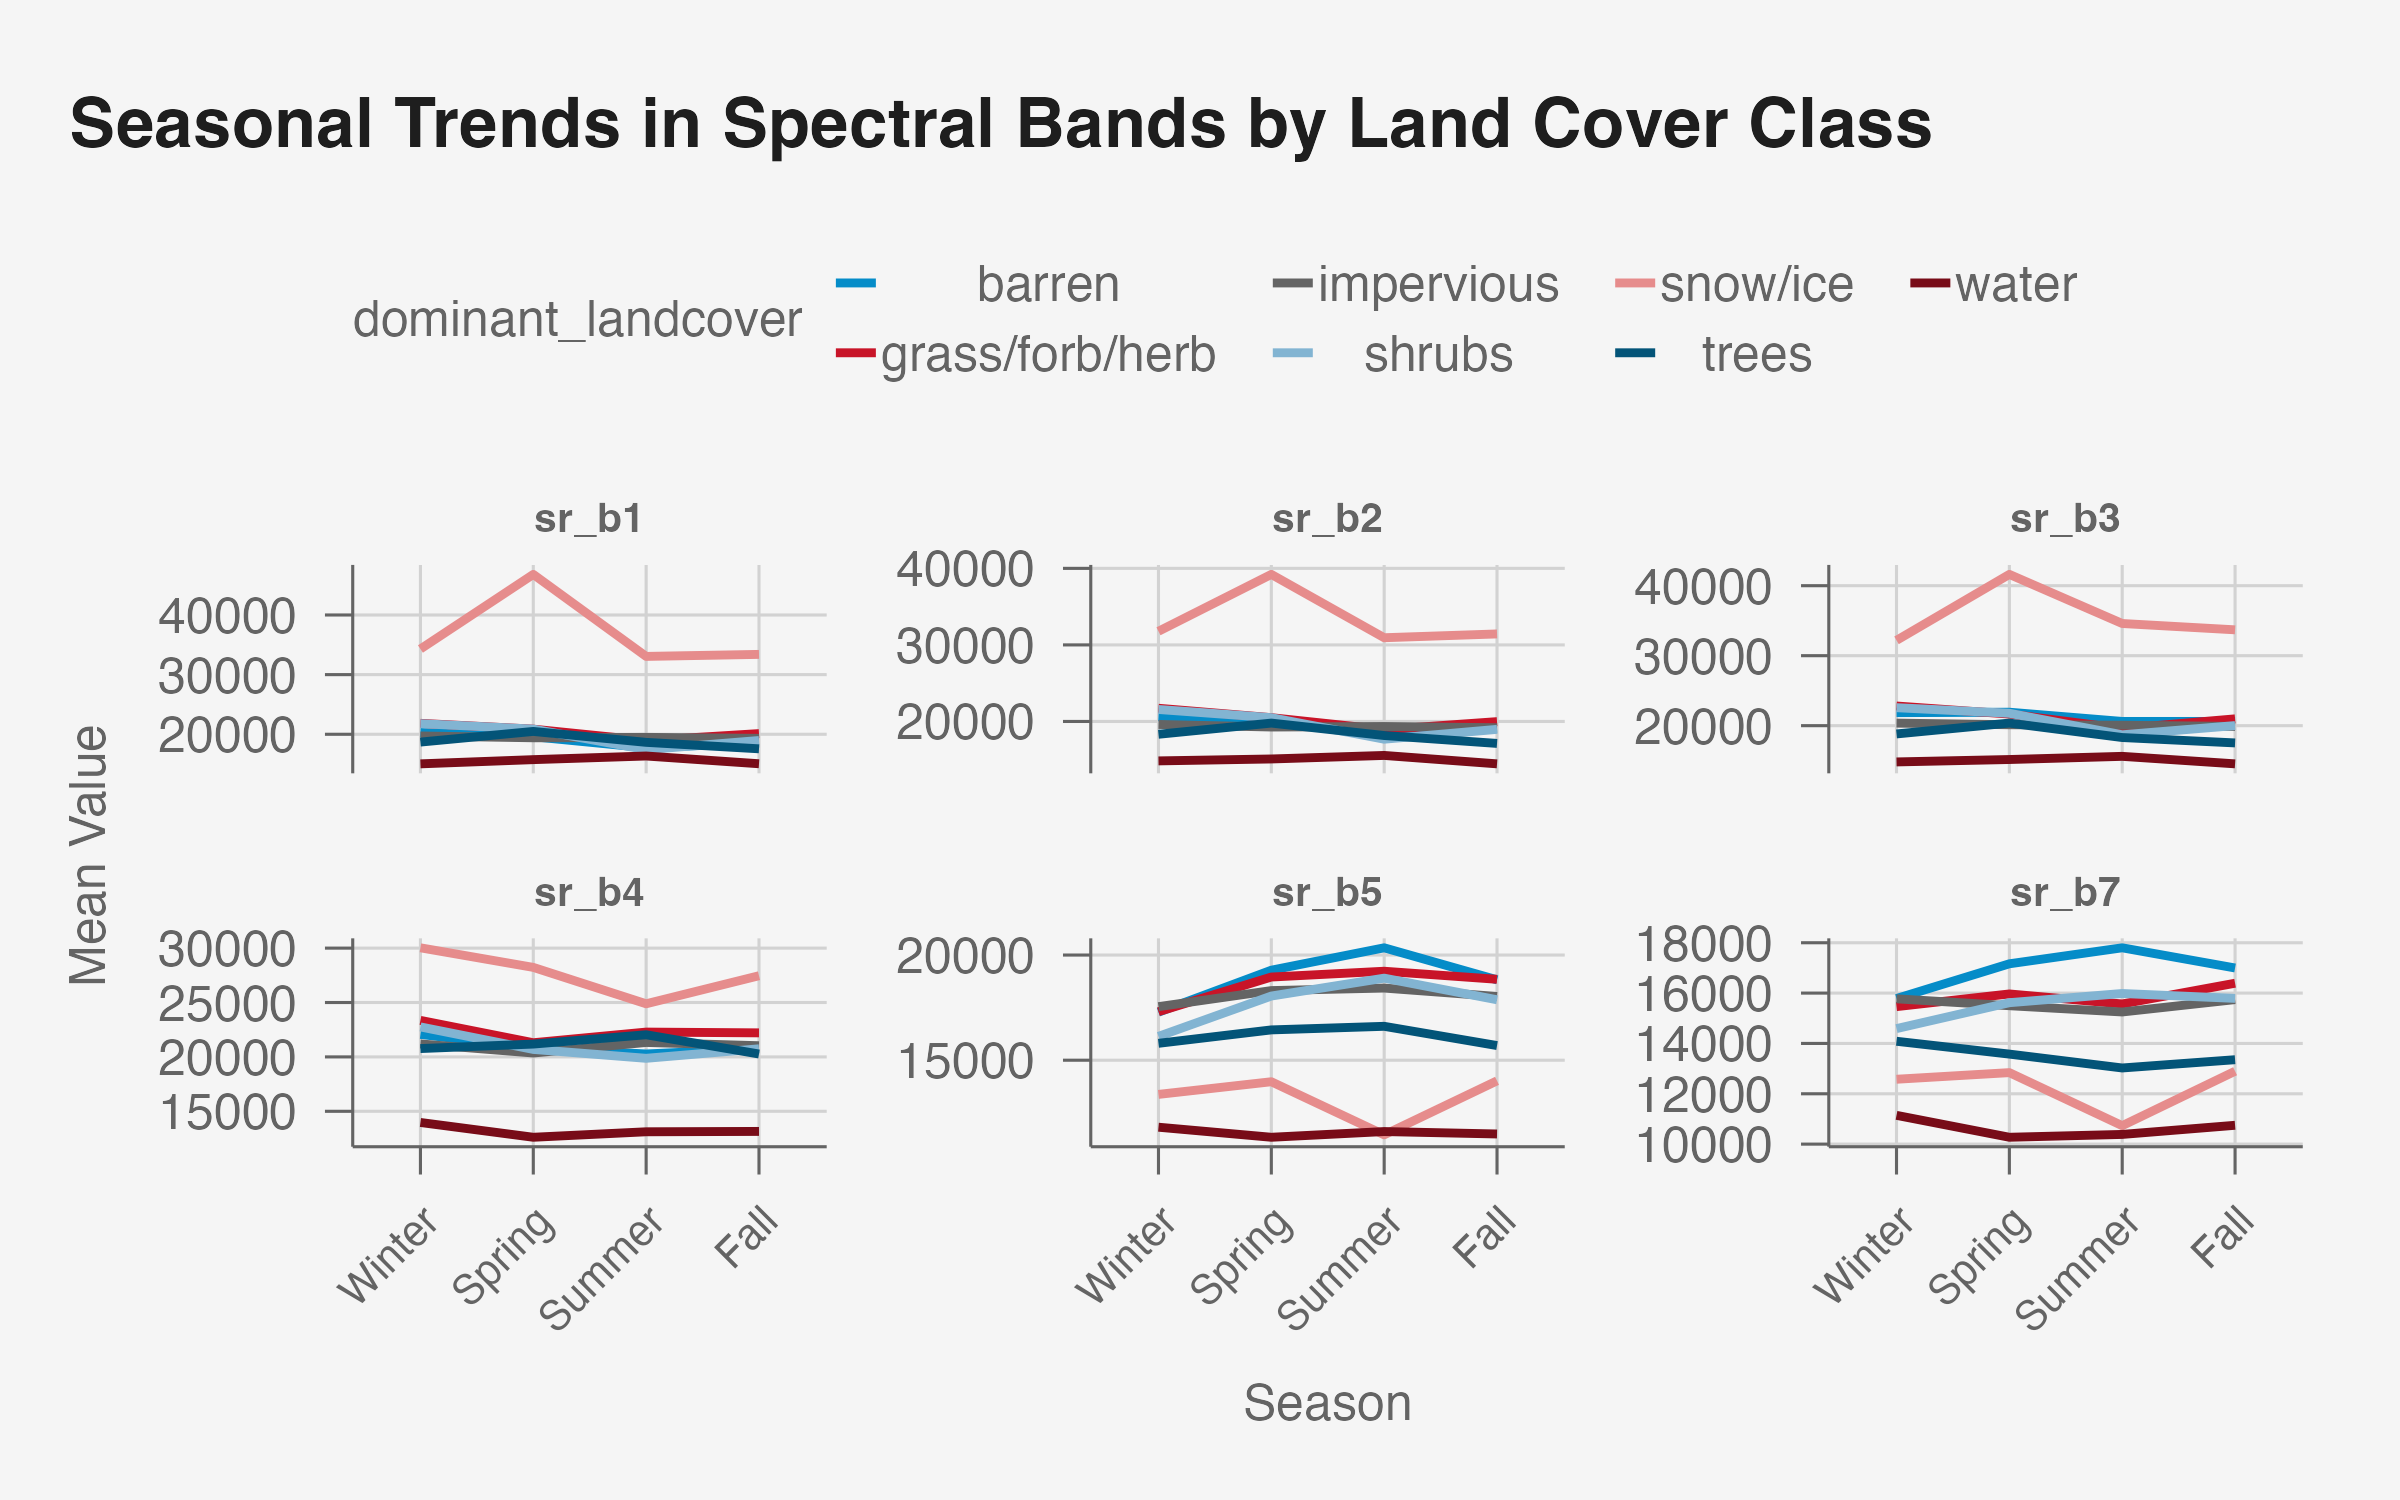 Seasonal Trends in Spectral Bands by Land Cover Class
dominant_landcover
barren impervious snow/ice water
grass/forb/herb shrubs trees
sr_b1 sr_b2 sr_b3
40000
30000
20000
40000
30000
20000
40000
30000
20000
Mean Value
sr_b4 sr_b5 sr_b7
30000
25000
20000
15000
20000
15000
18000
16000
14000
12000
10000
Winter Spring Summer Fall
Winter Spring Summer Fall
Winter Spring Summer Fall
Season